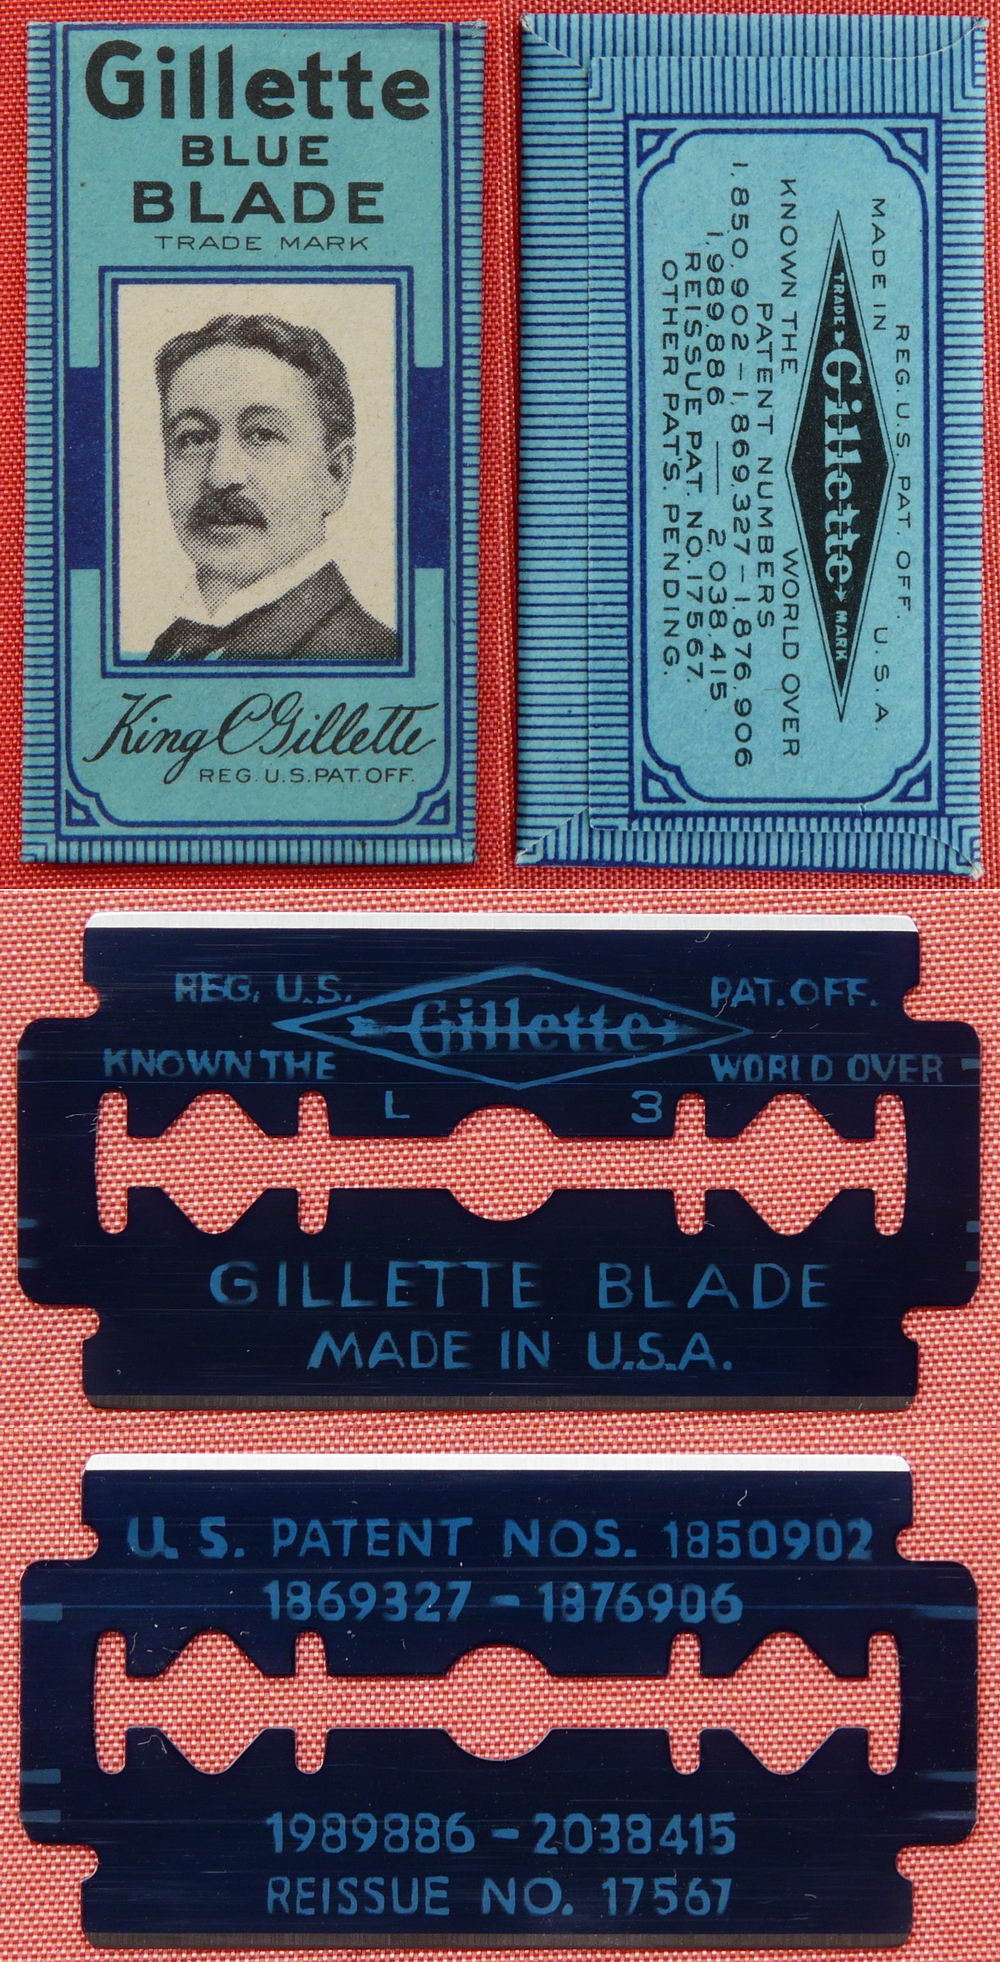 Gillette
BLUE
BLADE
TRADE MARK
King C Gillette
REG. U.S. PAT. OFF.
REG. U.S. PAT. OFF.
MADE IN U.S.A.
TRADE Gillette MARK
KNOWN THE WORLD OVER
PATENT NUMBERS
1,850,902-1,869,327-1,876,906
1,989,886 — 2,038,415
REISSUE PAT. NO. 17567.
OTHER PAT'S. PENDING.
REG. U.S. PAT. OFF.
Gillette
KNOWN THE WORLD OVER
L 3
GILLETTE BLADE
MADE IN U.S.A.
U.S. PATENT NOS. 1850902
1869327 - 1876906
1989886 - 2038415
REISSUE NO. 17567